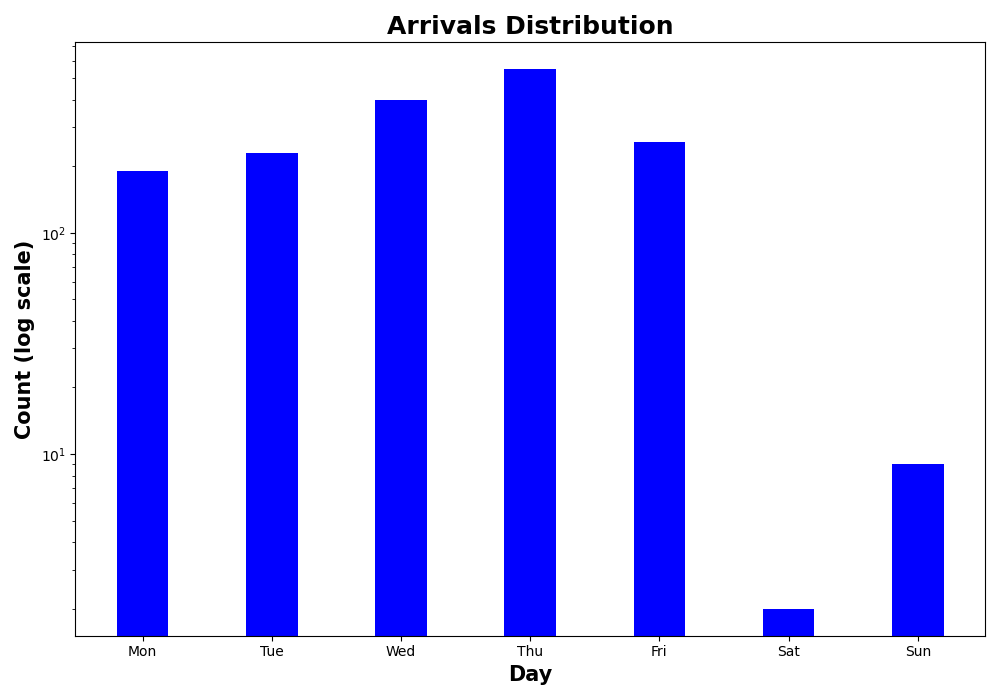 Arrivals Distribution
Count (log scale)
10²
10¹
Mon Tue Wed Thu Fri Sat Sun
Day